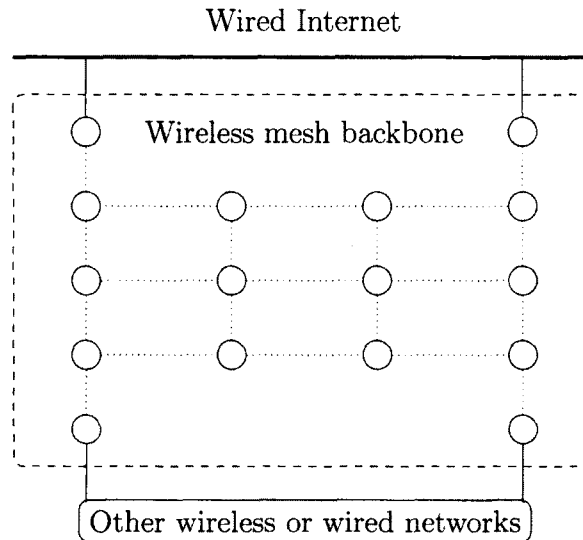 Wired Internet
Wireless mesh backbone
Other wireless or wired networks